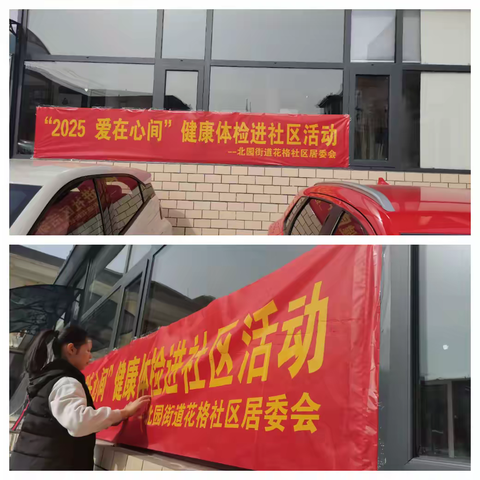 “2025 爱在心间”健康体检进社区活动
—北园街道花格社区居委会
心间”健康体检进社区活动
—北园街道花格社区居委会